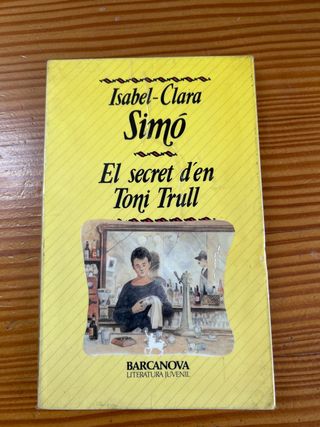 Isabel-Clara
Simó
El secret d'en
Toni Trull
BARCANOVA
LITERATURA JUVENIL